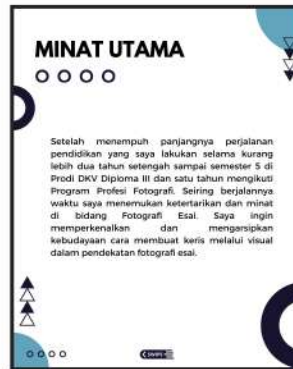 MINAT UTAMA
Setelah menempuh panjangnya perjalanan
pendidikan yang saya lakukan selama kurang
lebih dua tahun setengah sampai semester 5 di
Prodi DKV Diploma III dan satu tahun mengikuti
Program Profesi Fotografi. Seiring berjalannya
waktu saya menemukan ketertarikan dan minat
di bidang Fotografi Esai. Saya ingin
memperkenalkan dan mengarsipkan
kebudayaan cara membuat keris melalui visual
dalam pendekatan fotografi esai.